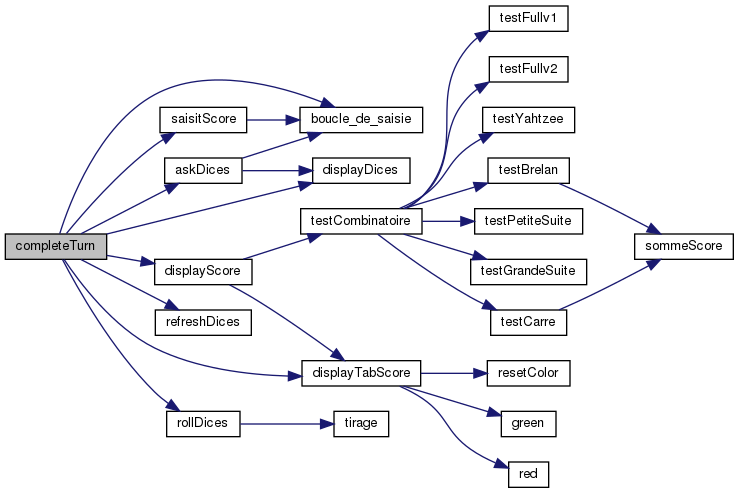 testFullv1
testFullv2
saisitScore
boucle_de_saisie
testYahtzee
askDices
displayDices
testBrelan
testCombinatoire
testPetiteSuite
completeTurn
sommeScore
displayScore
testGrandeSuite
refreshDices
testCarre
displayTabScore
resetColor
rollDices
tirage
green
red